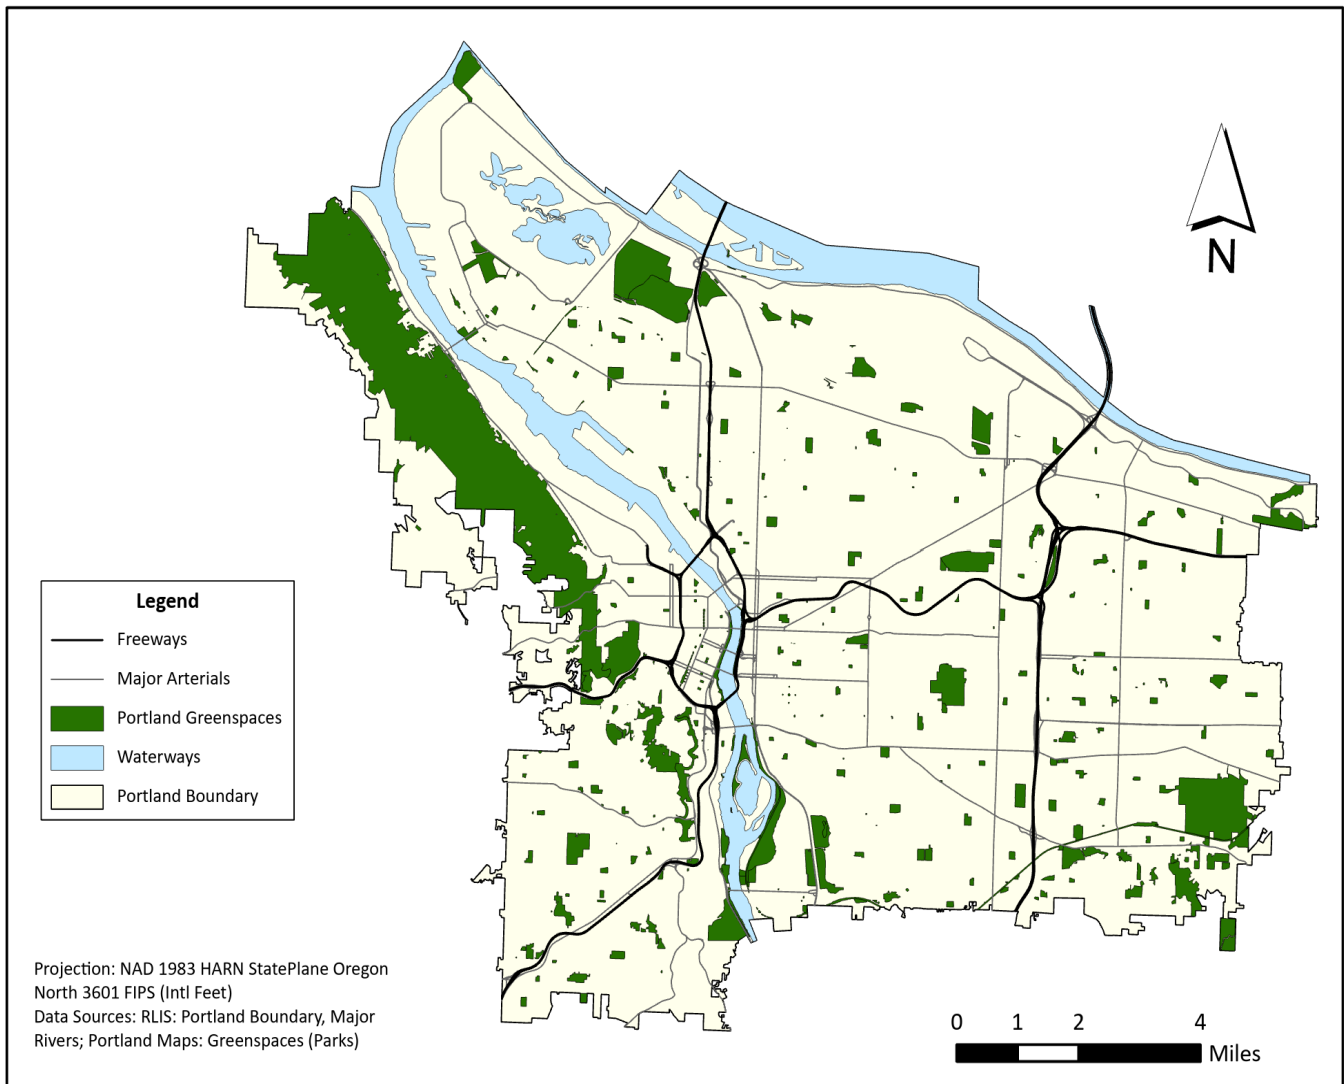 N
Legend
Freeways
Major Arterials
Portland Greenspaces
Waterways
Portland Boundary
Projection: NAD 1983 HARN StatePlane Oregon
North 3601 FIPS (Intl Feet)
Data Sources: RLIS: Portland Boundary, Major
Rivers; Portland Maps: Greenspaces (Parks)
0 1 2 4
Miles